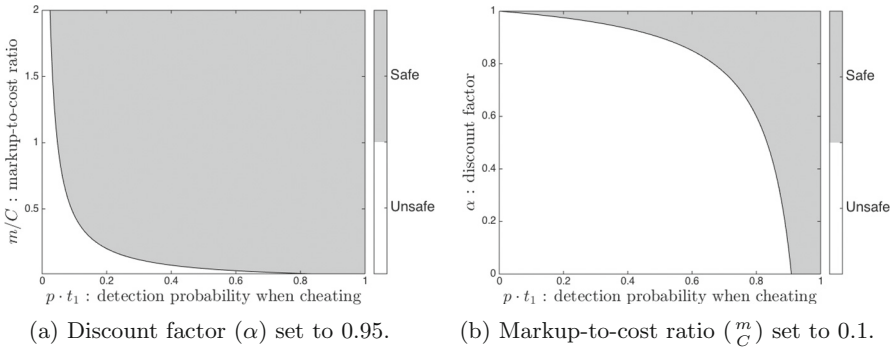 2
1.5
1
0.5
m/C : markup-to-cost ratio
0
0.2
0.4
0.6
0.8
1
p · t₁ : detection probability when cheating
Safe
Unsafe
(a) Discount factor (α) set to 0.95.
1
0.8
0.6
0.4
0.2
0
α : discount factor
0
0.2
0.4
0.6
0.8
1
p · t₁ : detection probability when cheating
Safe
Unsafe
(b) Markup-to-cost ratio (m/C) set to 0.1.